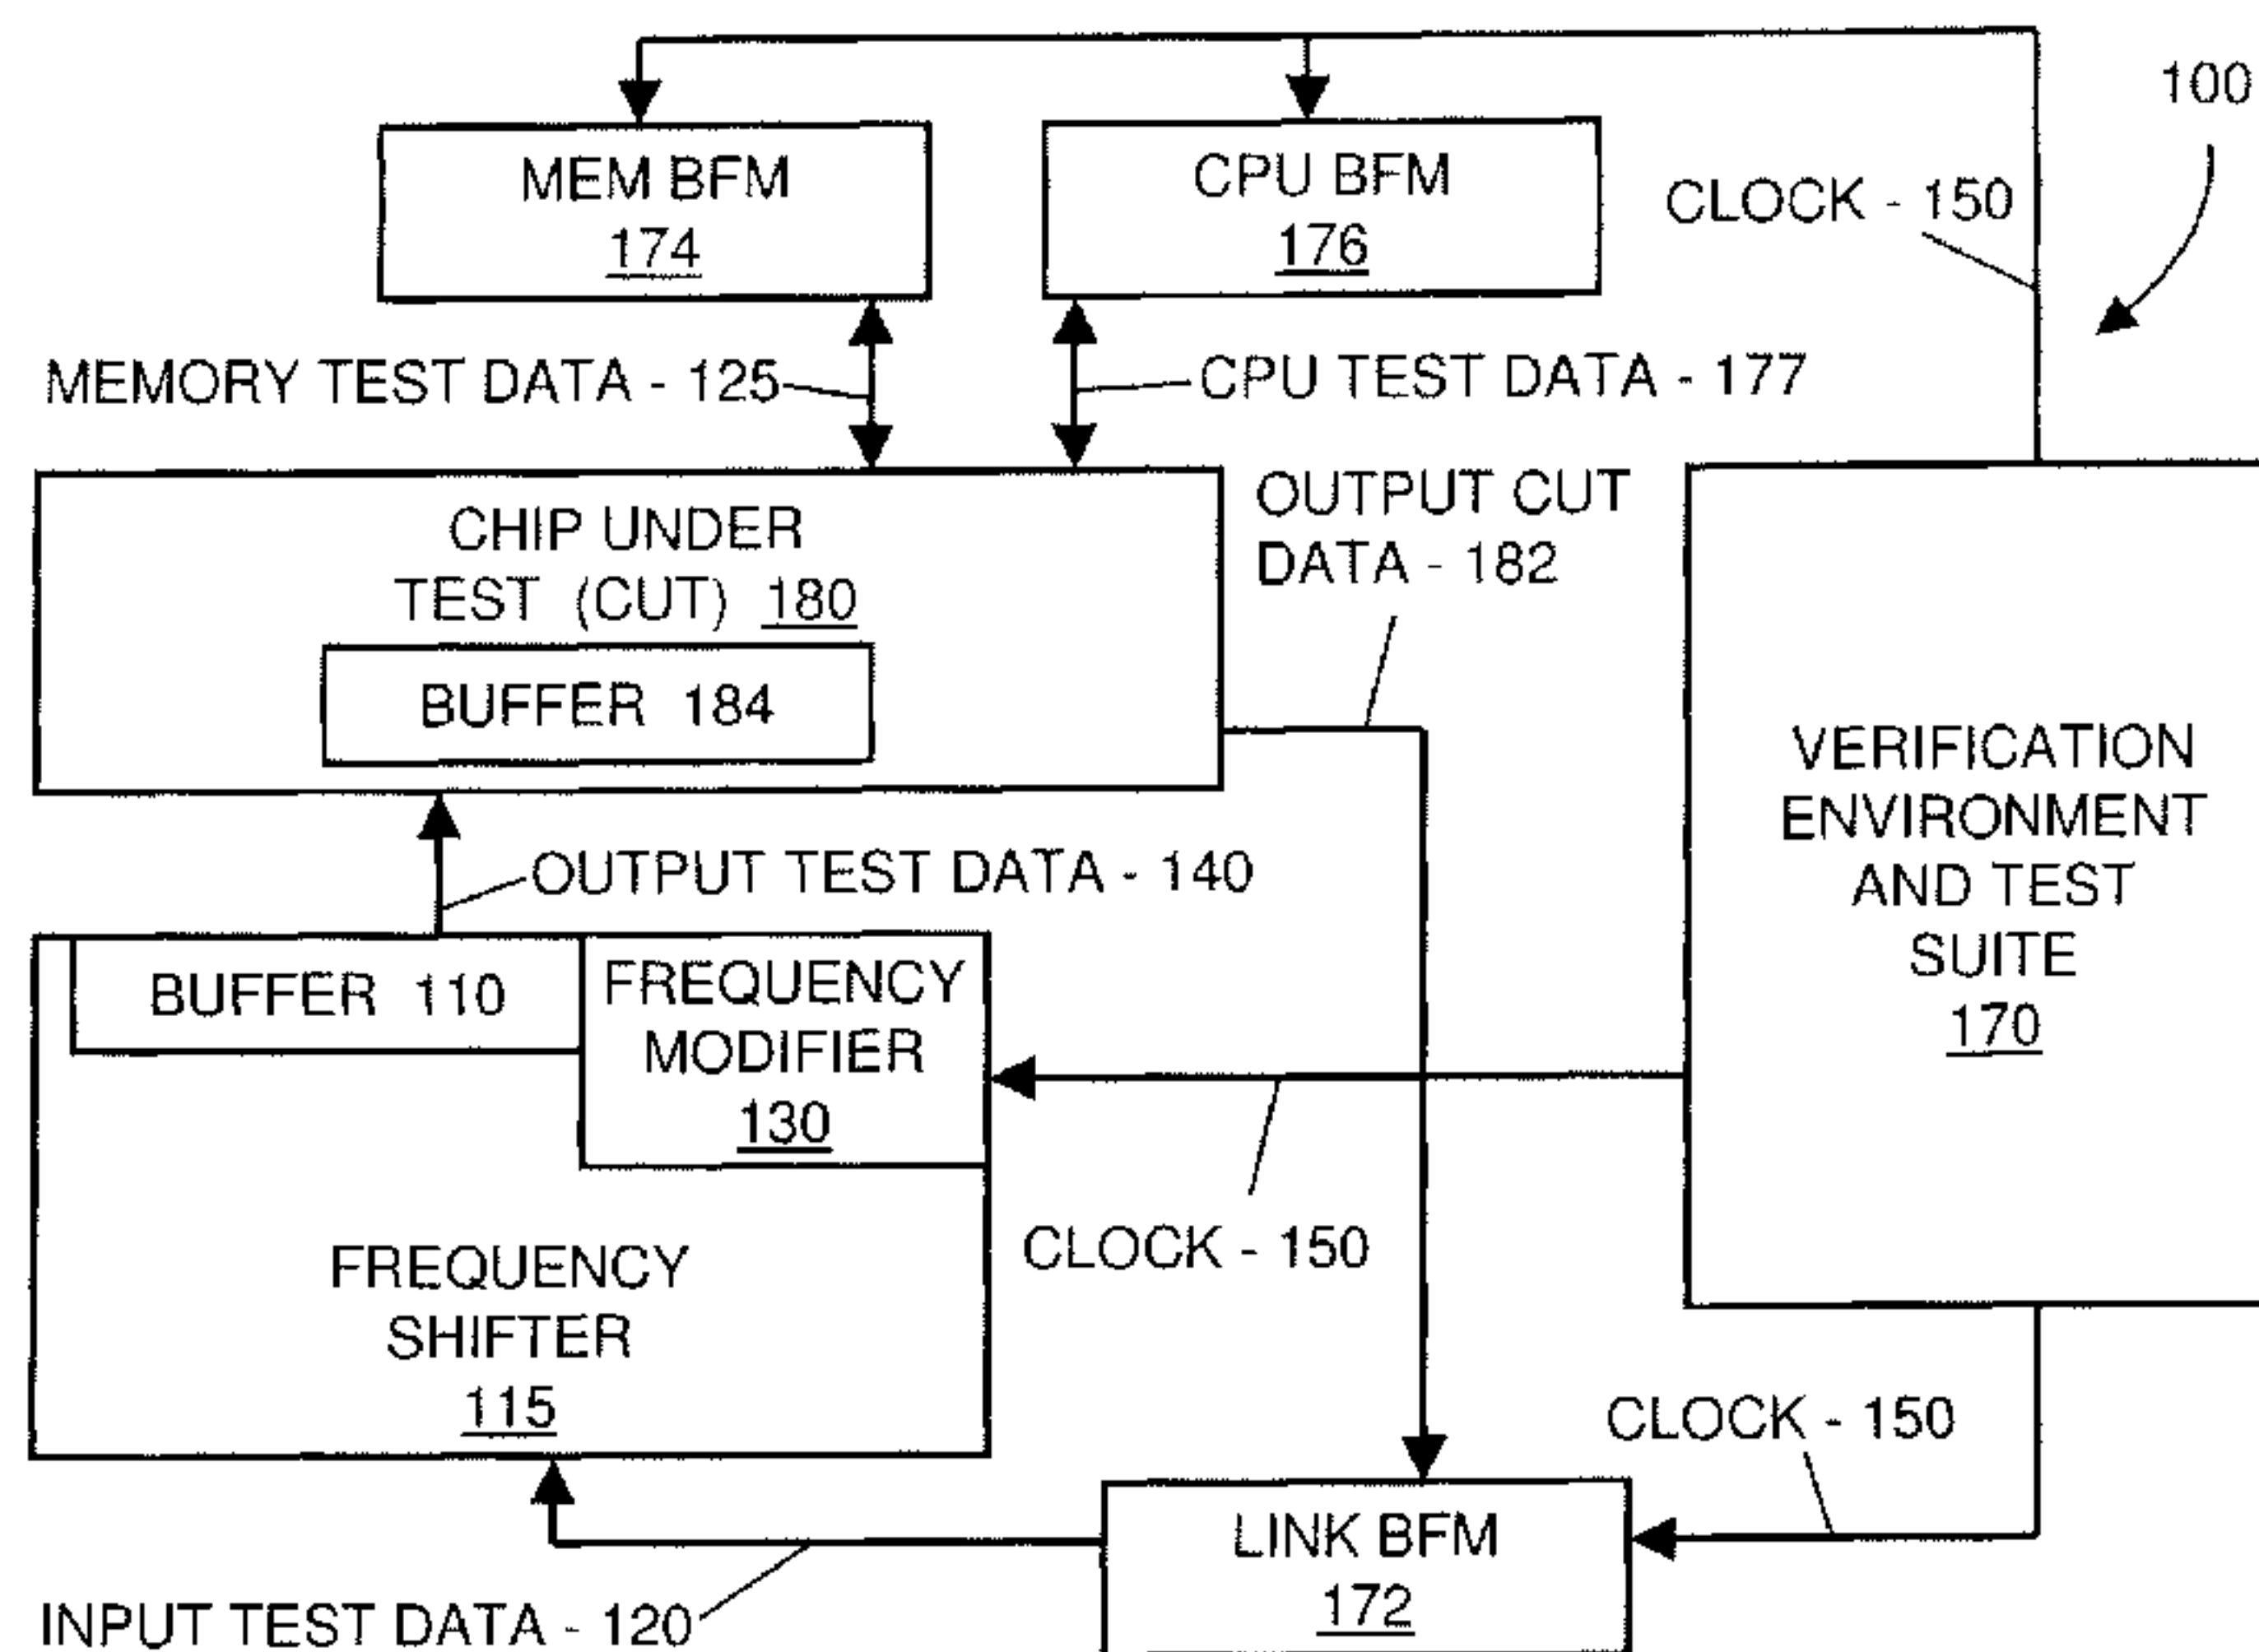 100
MEM BFM
174
CPU BFM
176
CLOCK - 150
MEMORY TEST DATA - 125
CPU TEST DATA - 177
CHIP UNDER
TEST (CUT) 180
BUFFER 184
OUTPUT CUT
DATA - 182
VERIFICATION
ENVIRONMENT
AND TEST
SUITE
170
OUTPUT TEST DATA - 140
BUFFER 110
FREQUENCY
MODIFIER
130
CLOCK - 150
FREQUENCY
SHIFTER
115
CLOCK - 150
LINK BFM
172
INPUT TEST DATA - 120